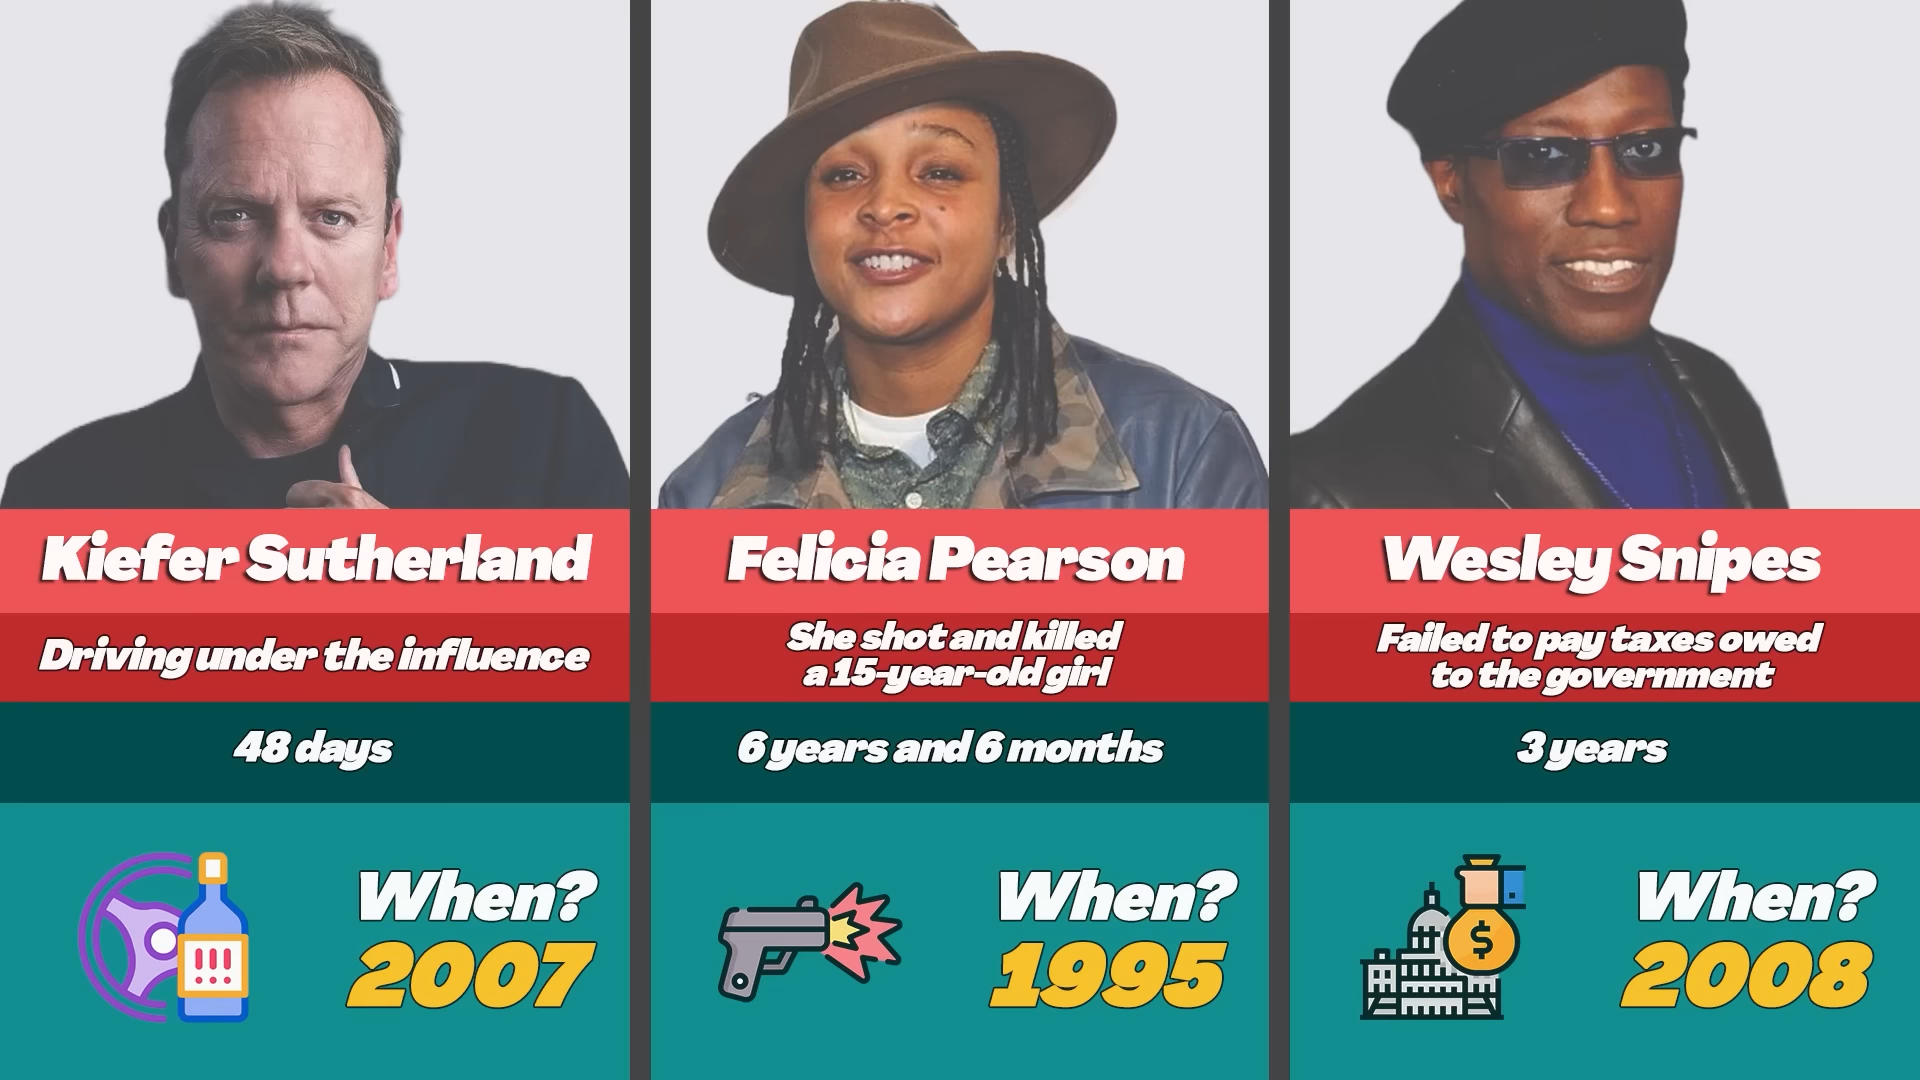 Kiefer Sutherland
Driving under the influence
48 days
When?
2007
Felicia Pearson
She shot and killed
a 15-year-old girl
6 years and 6 months
When?
1995
Wesley Snipes
Failed to pay taxes owed
to the government
3 years
When?
2008